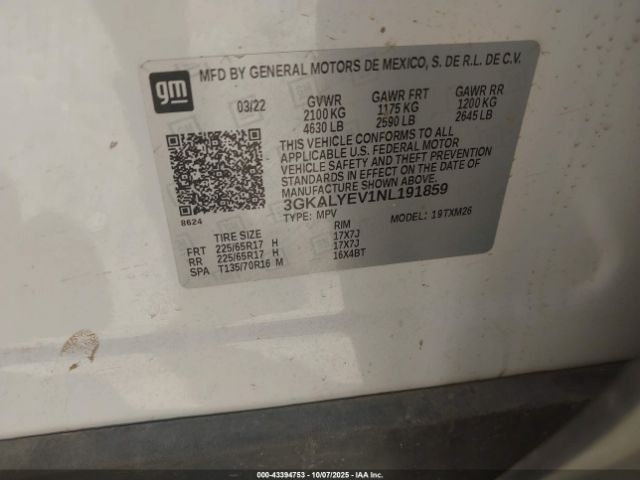 MFD BY GENERAL MOTORS DE MEXICO, S. DE R.L. DE C.V.
gm
03/22 GVWR GAWR FRT GAWR RR
2100 KG 1175 KG 1200 KG
4630 LB 2590 LB 2645 LB
THIS VEHICLE CONFORMS TO ALL
APPLICABLE U.S. FEDERAL MOTOR
VEHICLE SAFETY AND THEFT PREVENTION
STANDARDS IN EFFECT ON THE DATE OF
MANUFACTURE SHOWN ABOVE.
3GKALYEV1NL191859
8624
TYPE: MPV MODEL: 19TXM26
TIRE SIZE RIM
FRT 225/65R17 H 17X7J
RR 225/65R17 H 17X7J
SPA T135/70R16 M 16X4BT
000-43394753 - 10/07/2025 - IAA Inc.